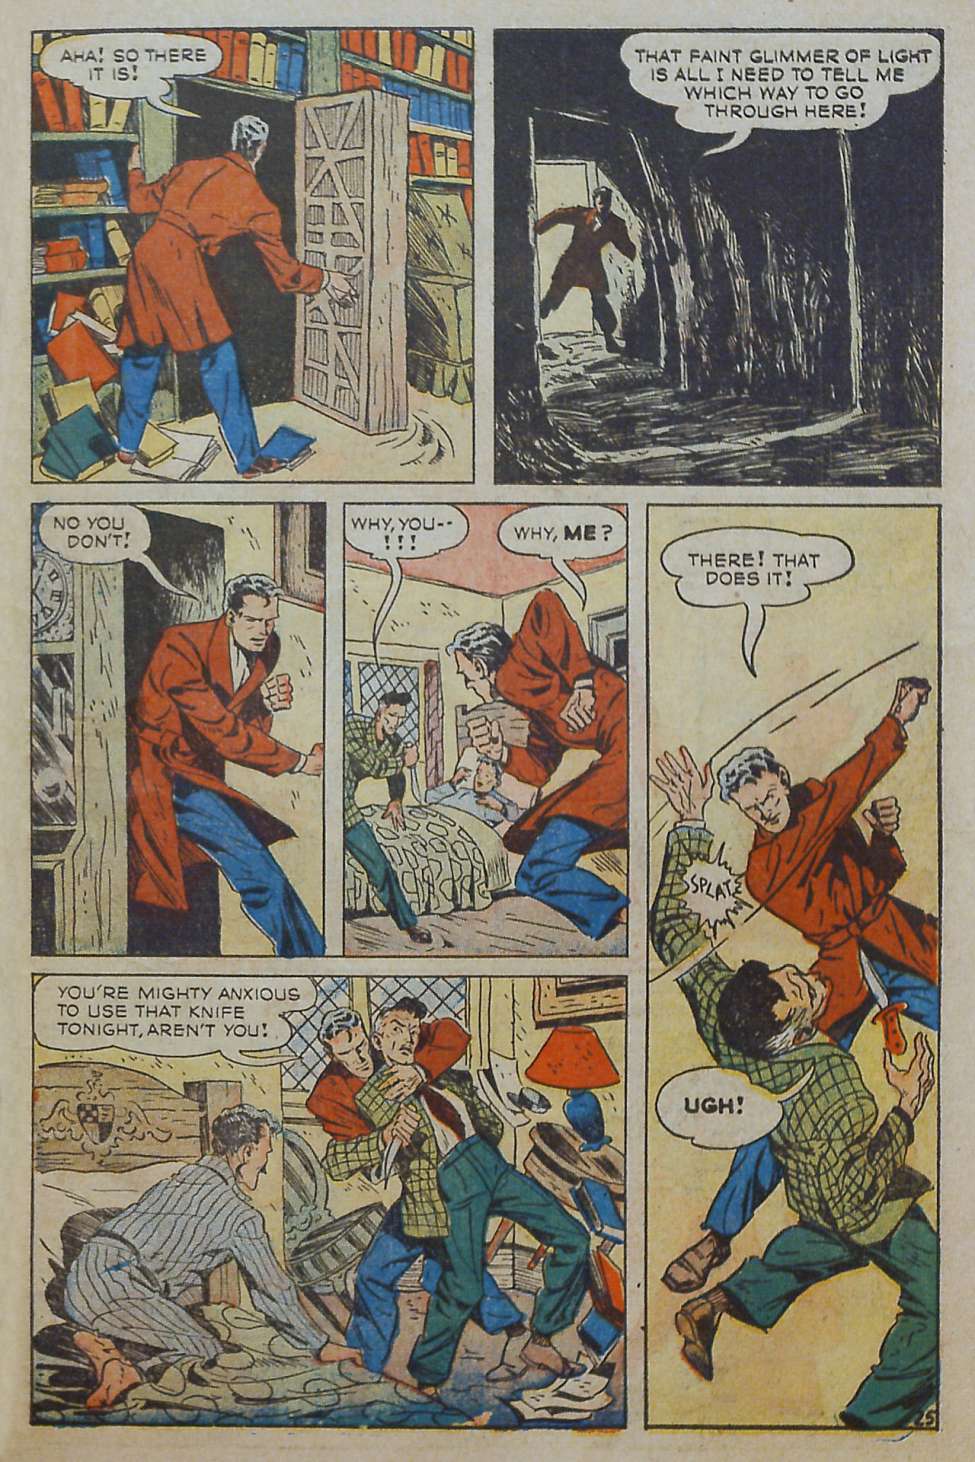 AHA! SO THERE
IT IS!
THAT FAINT GLIMMER OF LIGHT
IS ALL I NEED TO TELL ME
WHICH WAY TO GO
THROUGH HERE!
NO YOU
DON'T!
WHY, YOU--
!!!
WHY, ME?
THERE! THAT
DOES IT!
SPLAT
YOU'RE MIGHTY ANXIOUS
TO USE THAT KNIFE
TONIGHT, AREN'T YOU!
UGH!